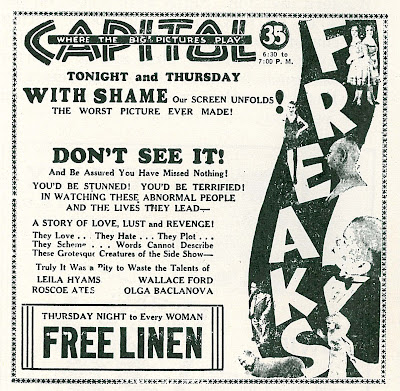 CAPITOL
WHERE THE BIG PICTURES PLAY
35
6:30 to
7:00 P. M.
TONIGHT and THURSDAY
WITH SHAME Our SCREEN UNFOLDS !
THE WORST PICTURE EVER MADE!
FREAKS
DON'T SEE IT!
And Be Assured You Have Missed Nothing!
YOU'D BE STUNNED! YOU'D BE TERRIFIED!
IN WATCHING THESE ABNORMAL PEOPLE
AND THE LIVES THEY LEAD—
A STORY OF LOVE, LUST and REVENGE!
They Love . . They Hate . . . They Plot . . .
They Scheme . . . Words Cannot Describe
These Grotesque Creatures of the Side Show—
Truly It Was a Pity to Waste the Talents of
LEILA HYAMS WALLACE FORD
ROSCOE ATES OLGA BACLANOVA
THURSDAY NIGHT to Every WOMAN
FREE LINEN